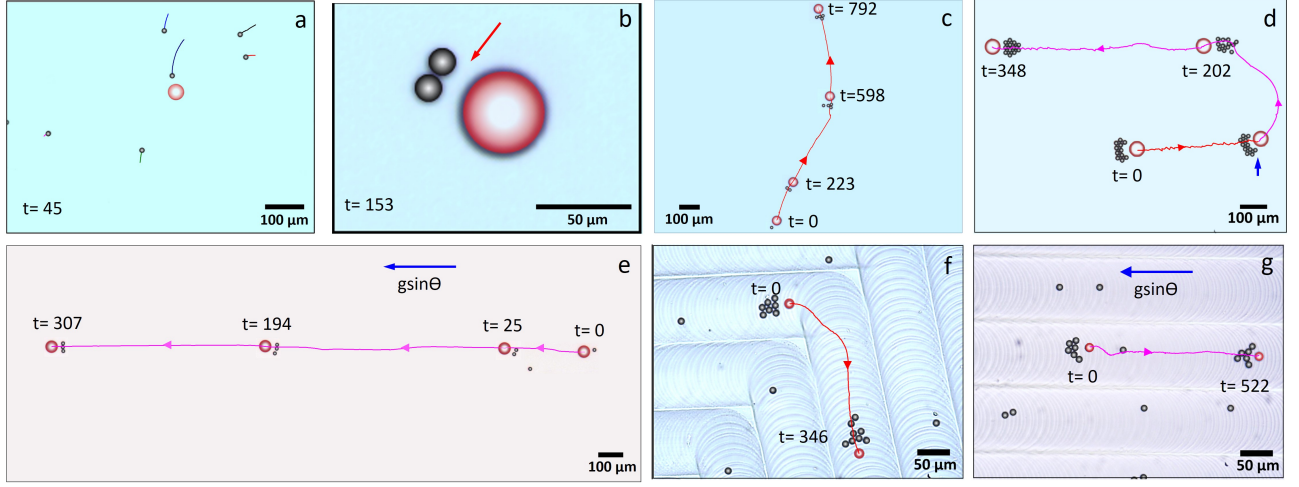 a
t= 45
100 µm
b
t= 153
50 µm
c
t= 792
t=598
t= 223
t= 0
100 µm
d
t=348
t= 202
t= 0
100 µm
e
gsinΘ
t= 307
t= 194
t= 25
t= 0
100 µm
f
t= 0
t= 346
50 µm
g
gsinΘ
t= 0
t= 522
50 µm